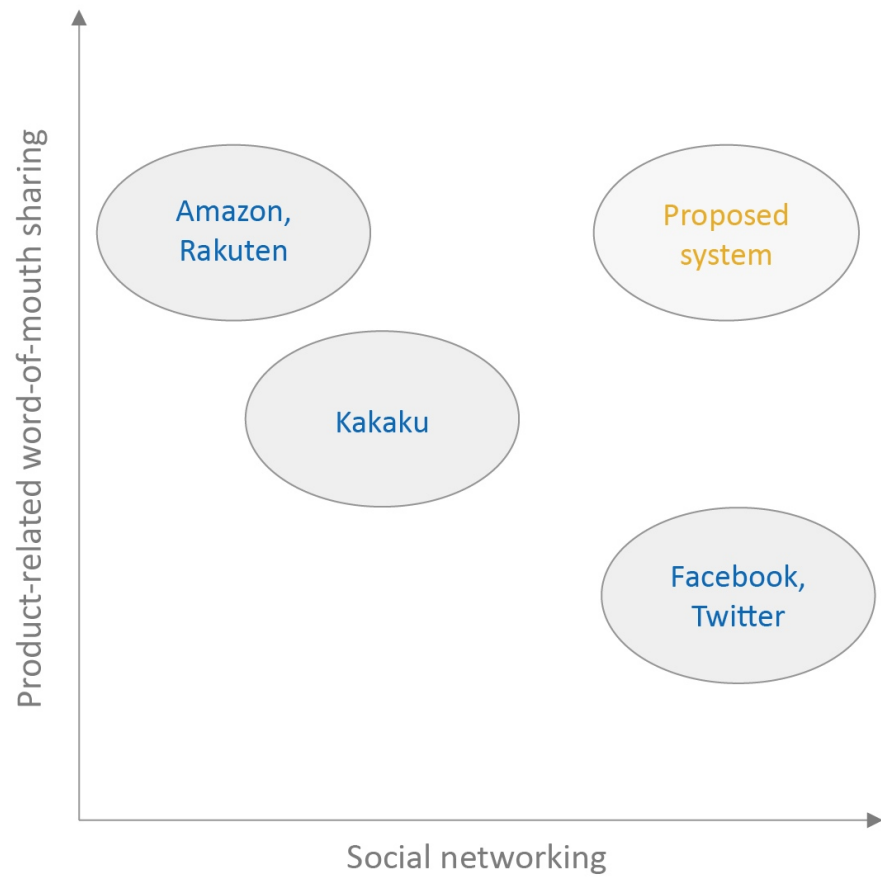 Product-related word-of-mouth sharing
Amazon,
Rakuten
Proposed
system
Kakaku
Facebook,
Twitter
Social networking